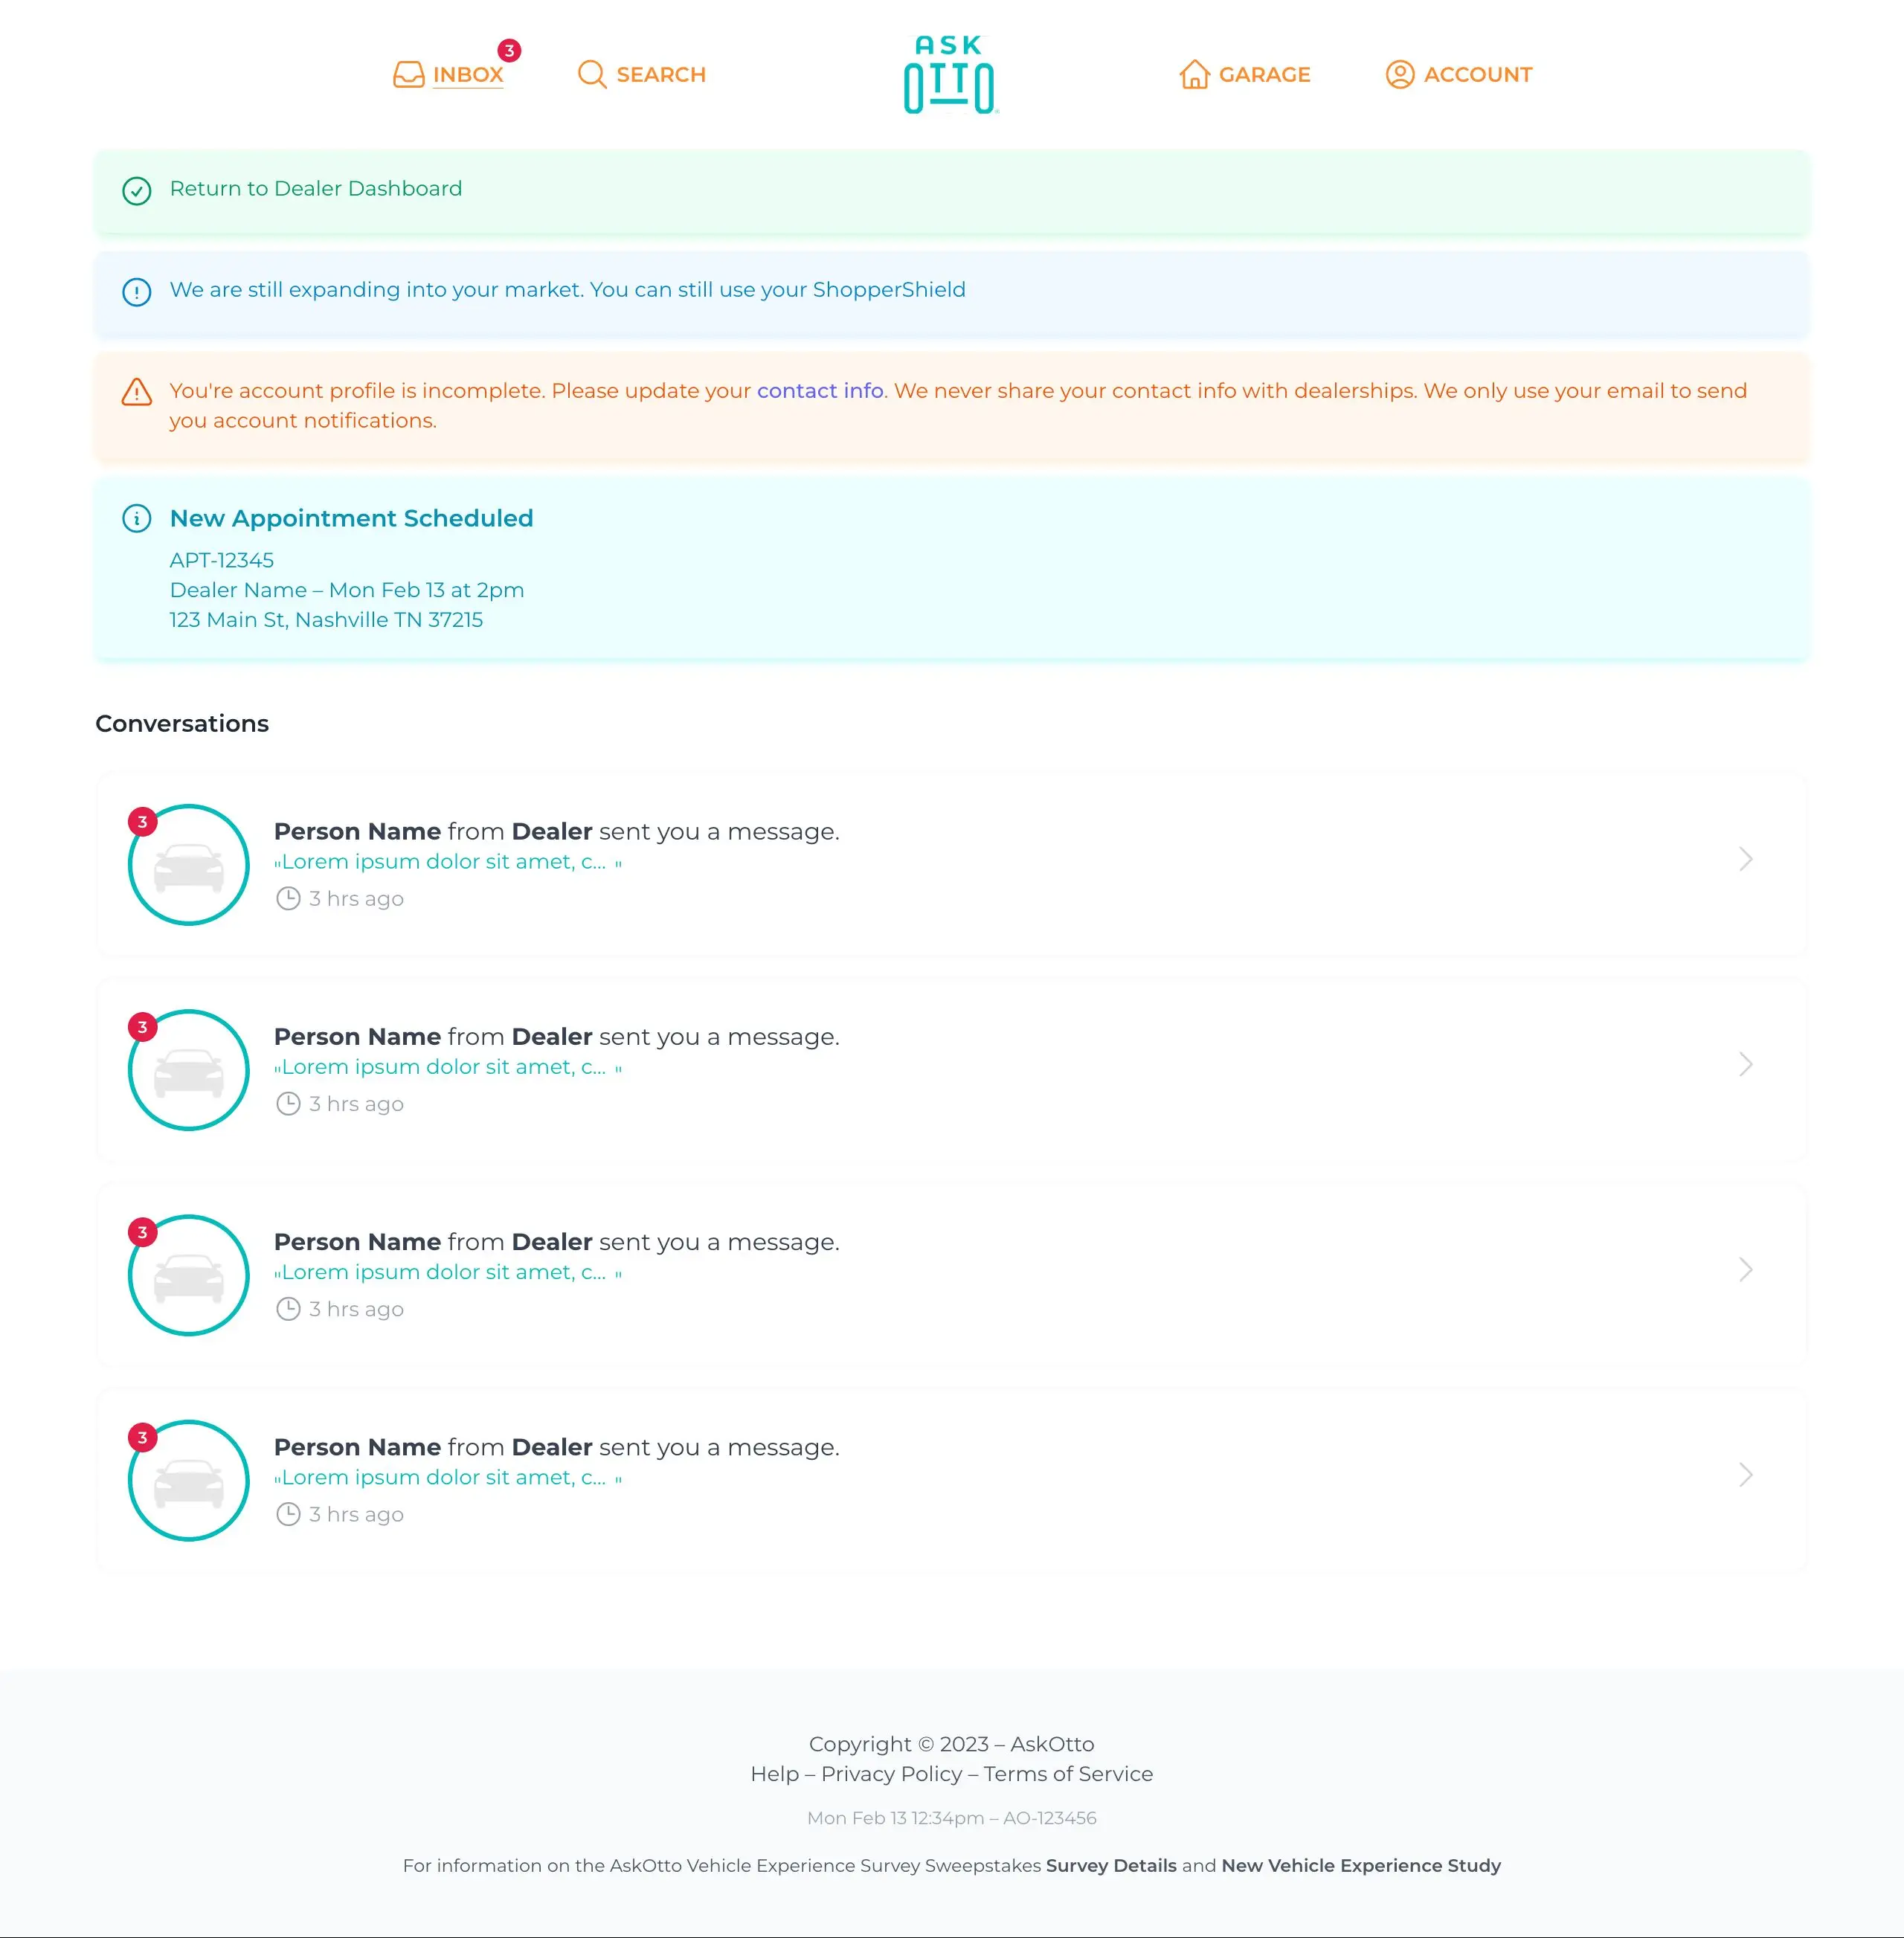 INBOX
3
SEARCH
ASK
OTTO
GARAGE
ACCOUNT
Return to Dealer Dashboard
We are still expanding into your market. You can still use your ShopperShield
You're account profile is incomplete. Please update your contact info. We never share your contact info with dealerships. We only use your email to send
you account notifications.
New Appointment Scheduled
APT-12345
Dealer Name – Mon Feb 13 at 2pm
123 Main St, Nashville TN 37215
Conversations
3
Person Name from Dealer sent you a message.
"Lorem ipsum dolor sit amet, c... "
3 hrs ago
3
Person Name from Dealer sent you a message.
"Lorem ipsum dolor sit amet, c... "
3 hrs ago
3
Person Name from Dealer sent you a message.
"Lorem ipsum dolor sit amet, c... "
3 hrs ago
3
Person Name from Dealer sent you a message.
"Lorem ipsum dolor sit amet, c... "
3 hrs ago
Copyright © 2023 – AskOtto
Help – Privacy Policy – Terms of Service
Mon Feb 13 12:34pm – AO-123456
For information on the AskOtto Vehicle Experience Survey Sweepstakes Survey Details and New Vehicle Experience Study